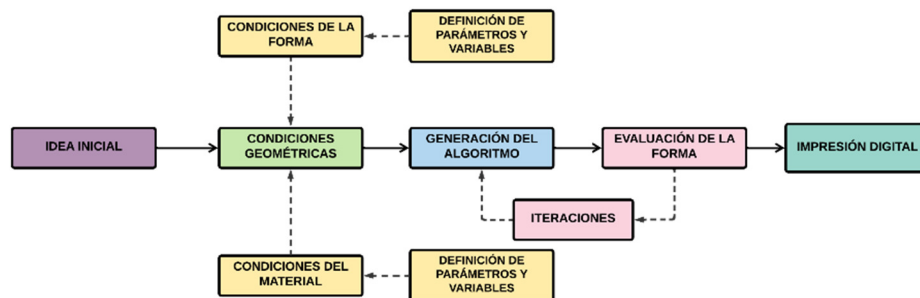 CONDICIONES DE LA
FORMA
DEFINICIÓN DE
PARÁMETROS Y
VARIABLES
IDEA INICIAL
CONDICIONES
GEOMÉTRICAS
GENERACIÓN DEL
ALGORITMO
EVALUACIÓN DE LA
FORMA
IMPRESIÓN DIGITAL
ITERACIONES
CONDICIONES DEL
MATERIAL
DEFINICIÓN DE
PARÁMETROS Y
VARIABLES